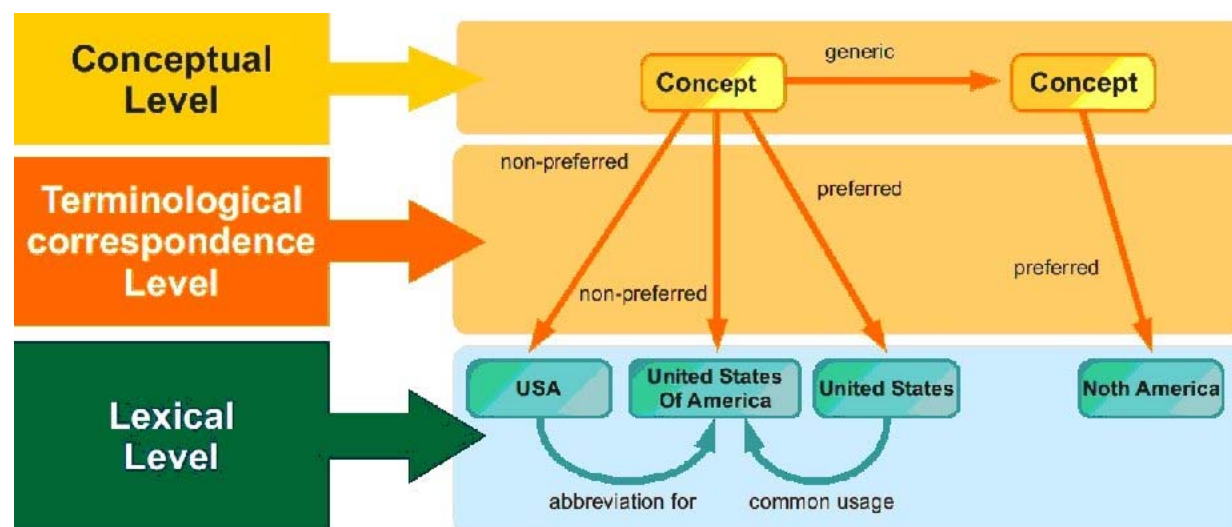 Conceptual
Level
generic
Concept
Concept
Terminological
correspondence
Level
non-preferred
preferred
non-preferred
preferred
Lexical
Level
USA
United States
Of America
United States
Noth America
abbreviation for
common usage